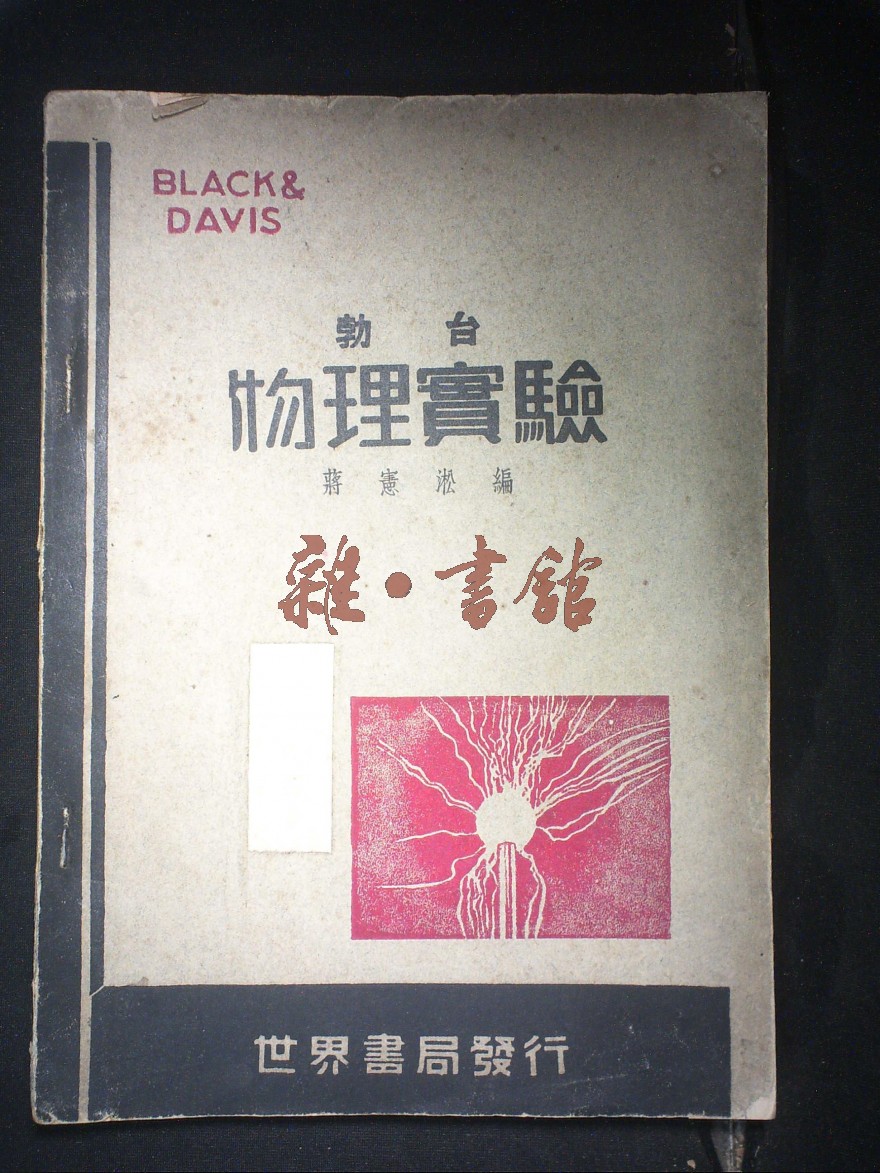 BLACK &
DAVIS
勃台
物理實驗
蔣憲淞編
雜·書館
世界書局發行